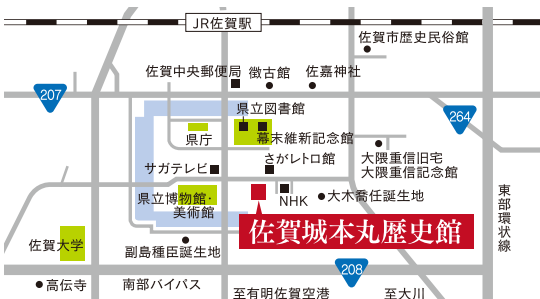 JR佐賀駅
佐賀市歴史民俗館
佐賀中央郵便局
徴古館
佐嘉神社
207
県立図書館
264
県庁
幕末維新記念館
さがレトロ館
大隈重信旧宅
大隈重信記念館
サガテレビ
県立博物館・
美術館
NHK
大木喬任誕生地
東部環状線
佐賀城本丸歴史館
佐賀大学
副島種臣誕生地
208
高伝寺
南部バイパス
至有明佐賀空港
至大川